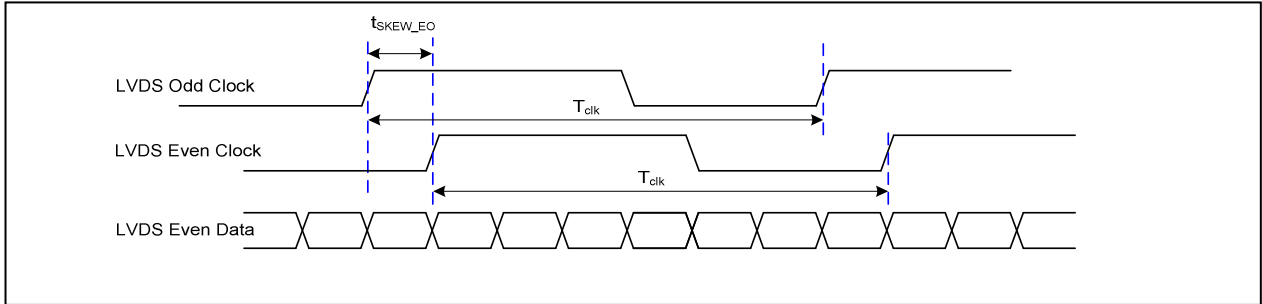 tSKEW_EO
LVDS Odd Clock
Tclk
LVDS Even Clock
Tclk
LVDS Even Data